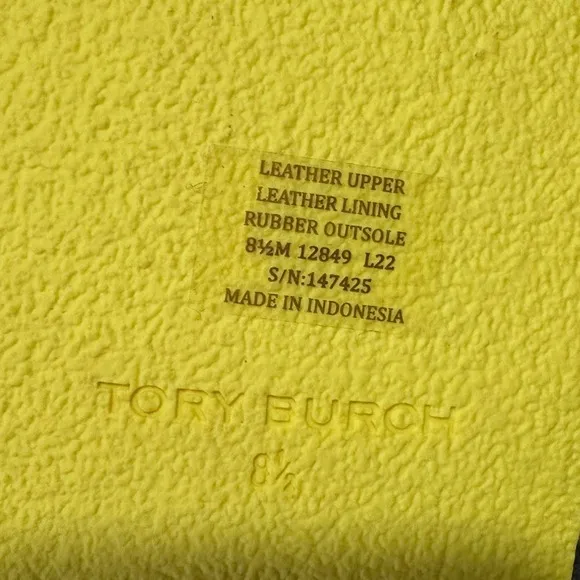 LEATHER UPPER
LEATHER LINING
RUBBER OUTSOLE
8½M 12849 L22
S/N:147425
MADE IN INDONESIA
TORY BURCH
8½